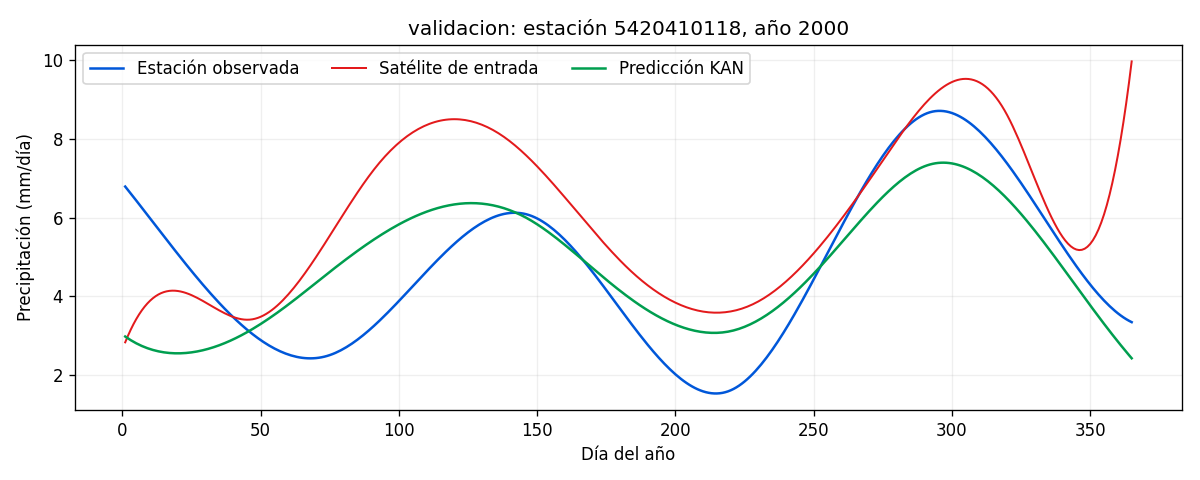 validacion: estación 5420410118, año 2000
Estación observada
Satélite de entrada
Predicción KAN
Precipitación (mm/día)
10
8
6
4
2
0 50 100 150 200 250 300 350
Día del año